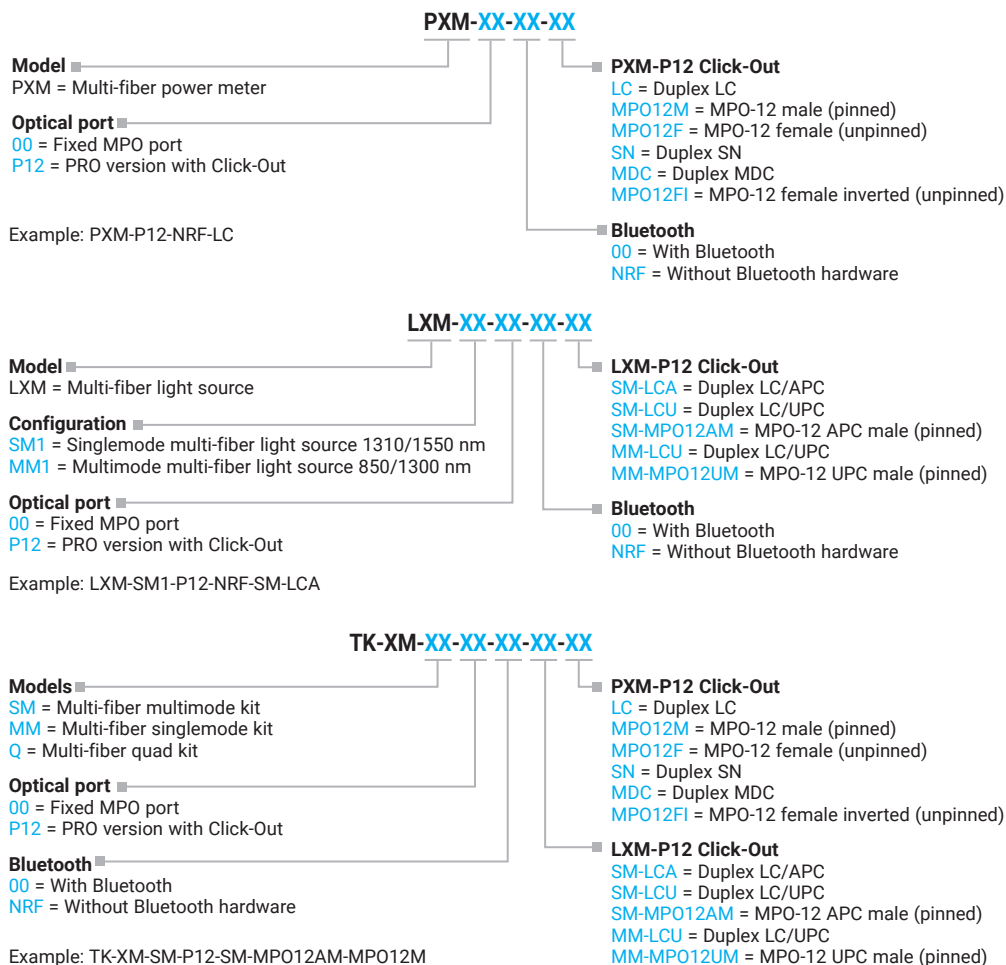 PXM-XX-XX-XX
Model
PXM = Multi-fiber power meter
Optical port
00 = Fixed MPO port
P12 = PRO version with Click-Out
Example: PXM-P12-NRF-LC
PXM-P12 Click-Out
LC = Duplex LC
MPO12M = MPO-12 male (pinned)
MPO12F = MPO-12 female (unpinned)
SN = Duplex SN
MDC = Duplex MDC
MPO12FI = MPO-12 female inverted (unpinned)
Bluetooth
00 = With Bluetooth
NRF = Without Bluetooth hardware
LXM-XX-XX-XX-XX
Model
LXM = Multi-fiber light source
Configuration
SM1 = Singlemode multi-fiber light source 1310/1550 nm
MM1 = Multimode multi-fiber light source 850/1300 nm
Optical port
00 = Fixed MPO port
P12 = PRO version with Click-Out
Example: LXM-SM1-P12-NRF-SM-LCA
LXM-P12 Click-Out
SM-LCA = Duplex LC/APC
SM-LCU = Duplex LC/UPC
SM-MPO12AM = MPO-12 APC male (pinned)
MM-LCU = Duplex LC/UPC
MM-MPO12UM = MPO-12 UPC male (pinned)
Bluetooth
00 = With Bluetooth
NRF = Without Bluetooth hardware
TK-XM-XX-XX-XX-XX-XX
Models
SM = Multi-fiber multimode kit
MM = Multi-fiber singlemode kit
Q = Multi-fiber quad kit
Optical port
00 = Fixed MPO port
P12 = PRO version with Click-Out
Bluetooth
00 = With Bluetooth
NRF = Without Bluetooth hardware
Example: TK-XM-SM-P12-SM-MPO12AM-MPO12M
PXM-P12 Click-Out
LC = Duplex LC
MPO12M = MPO-12 male (pinned)
MPO12F = MPO-12 female (unpinned)
SN = Duplex SN
MDC = Duplex MDC
MPO12FI = MPO-12 female inverted (unpinned)
LXM-P12 Click-Out
SM-LCA = Duplex LC/APC
SM-LCU = Duplex LC/UPC
SM-MPO12AM = MPO-12 APC male (pinned)
MM-LCU = Duplex LC/UPC
MM-MPO12UM = MPO-12 UPC male (pinned)